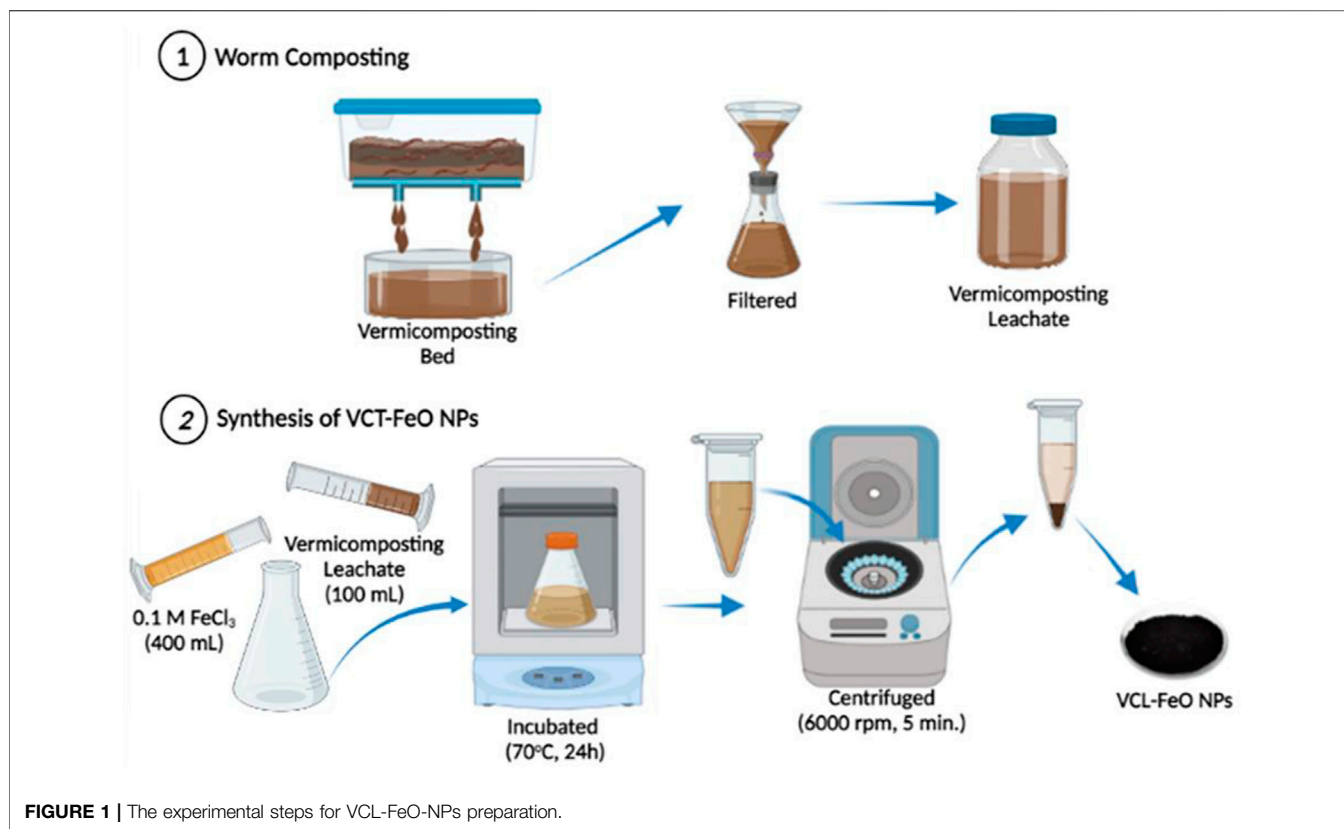 1 Worm Composting
Vermicomposting
Bed
Filtered
Vermicomposting
Leachate
2 Synthesis of VCT-FeO NPs
Vermicomposting
Leachate
(100 mL)
0.1 M FeCl₃
(400 mL)
Incubated
(70°C, 24h)
Centrifuged
(6000 rpm, 5 min.)
VCL-FeO NPs
FIGURE 1 | The experimental steps for VCL-FeO-NPs preparation.